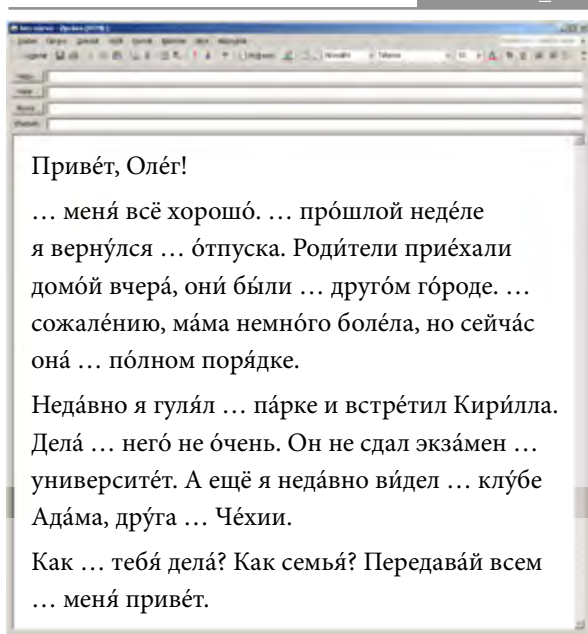 Приве́т, Оле́г!
… меня́ всё хорошо́. … про́шлой неде́ле
я верну́лся … о́тпуска. Роди́тели прие́хали
домо́й вчера́, они́ бы́ли … друго́м го́роде. …
сожале́нию, ма́ма немно́го боле́ла, но сейча́с
она́ … по́лном поря́дке.
Неда́вно я гуля́л … па́рке и встре́тил Кири́лла.
Дела́ … него́ не о́чень. Он не сдал экза́мен …
университе́т. А ещё я неда́вно ви́дел … клу́бе
Ада́ма, дру́га … Че́хии.
Как … тебя́ дела́? Как семья́? Передава́й всем
… меня́ приве́т.